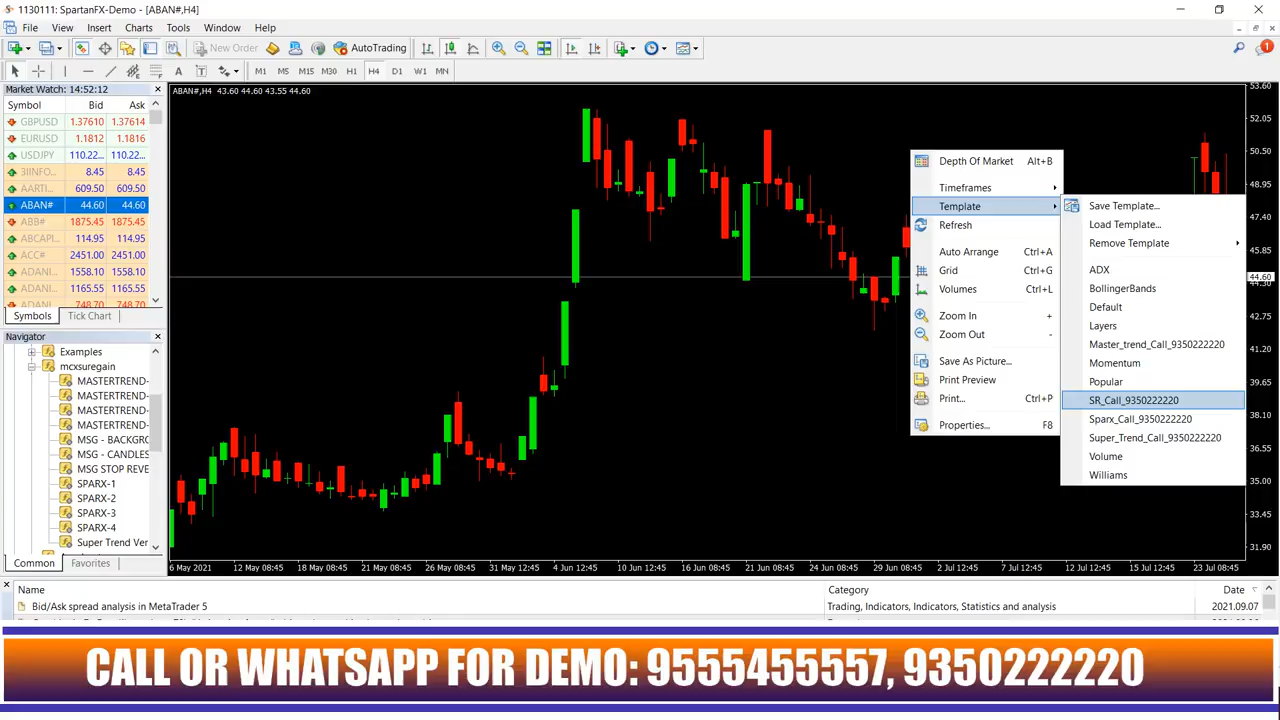 1130111: SpartanFX-Demo - [ABAN#,H4]
File View Insert Charts Tools Window Help
New Order AutoTrading 1
A T M1 M5 M15 M30 H1 H4 D1 W1 MN
Market Watch: 14:52:12
Symbol Bid Ask
GBPUSD 1.37610 1.37614
EURUSD 1.1812 1.1816
USDJPY 110.22... 110.22...
3IINFO... 8.45 8.45
AARTI... 609.50 609.50
ABAN# 44.60 44.60
ABB# 1875.45 1875.45
ABCAPI... 114.95 114.95
ACC# 2451.00 2451.00
ADANI... 1558.10 1558.10
ADANI... 1165.55 1165.55
ADANI... 748.70 748.70
Symbols Tick Chart
Navigator
Examples
mcxsuregain
MASTERTREND-
MASTERTREND-
MASTERTREND-
MASTERTREND-
MSG - BACKGR
MSG - CANDLES
MSG STOP REVE
SPARX-1
SPARX-2
SPARX-3
SPARX-4
Super Trend Ver
Common Favorites
ABAN#,H4 43.60 44.60 43.55 44.60
Depth Of Market Alt+B
Timeframes
Template
Refresh
Auto Arrange Ctrl+A
Grid Ctrl+G
Volumes Ctrl+L
Zoom In +
Zoom Out -
Save As Picture...
Print Preview
Print... Ctrl+P
Properties... F8
Save Template...
Load Template...
Remove Template
ADX
BollingerBands
Default
Layers
Master_trend_Call_9350222220
Momentum
Popular
SR_Call_9350222220
Sparx_Call_9350222220
Super_Trend_Call_9350222220
Volume
Williams
53.60
52.05
50.50
48.95
47.40
45.85
44.60
44.30
42.75
39.65
38.10
36.55
35.00
33.45
31.90
6 May 2021 12 May 08:45 18 May 08:45 21 May 08:45 26 May 08:45 31 May 12:45 4 Jun 12:45 10 Jun 12:45 16 Jun 08:45 21 Jun 08:45 24 Jun 08:45 29 Jun 08:45 2 Jul 12:45 7 Jul 12:45 12 Jul 08:45 15 Jul 12:45 23 Jul 08:45
Name Category Date
Bid/Ask spread analysis in MetaTrader 5 Trading, Indicators, Indicators, Statistics and analysis 2021.09.07
CALL OR WHATSAPP FOR DEMO: 9555455557, 9350222220